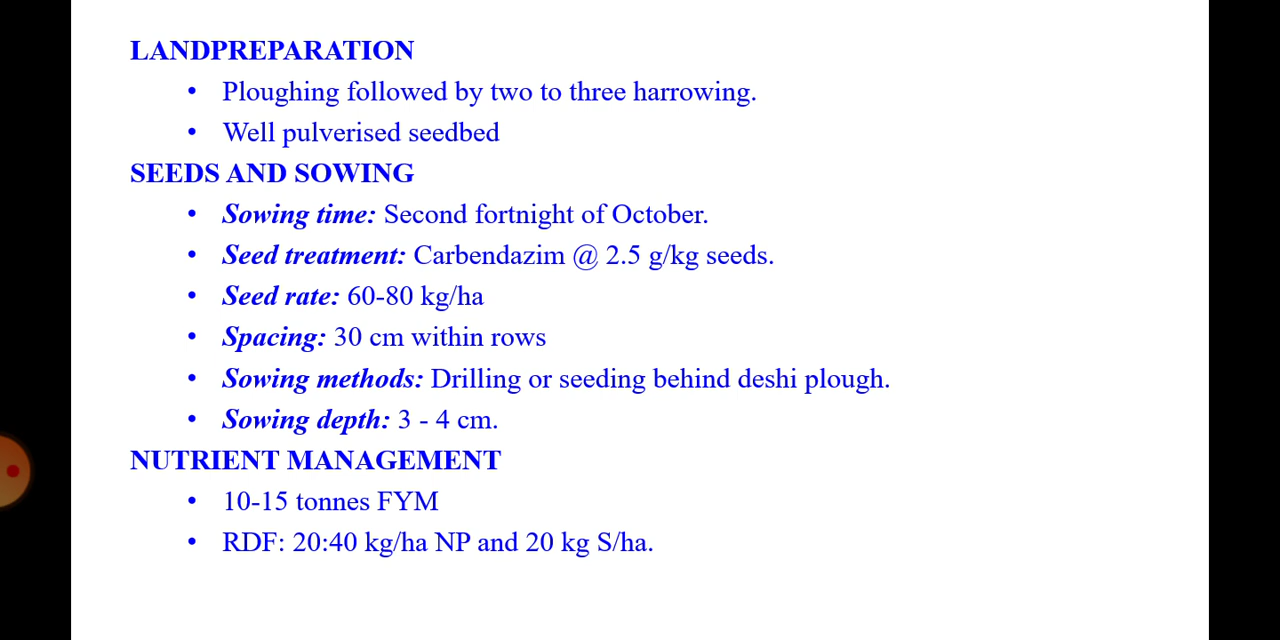 LANDPREPARATION
• Ploughing followed by two to three harrowing.
• Well pulverised seedbed
SEEDS AND SOWING
• Sowing time: Second fortnight of October.
• Seed treatment: Carbendazim @ 2.5 g/kg seeds.
• Seed rate: 60-80 kg/ha
• Spacing: 30 cm within rows
• Sowing methods: Drilling or seeding behind deshi plough.
• Sowing depth: 3 - 4 cm.
NUTRIENT MANAGEMENT
• 10-15 tonnes FYM
• RDF: 20:40 kg/ha NP and 20 kg S/ha.